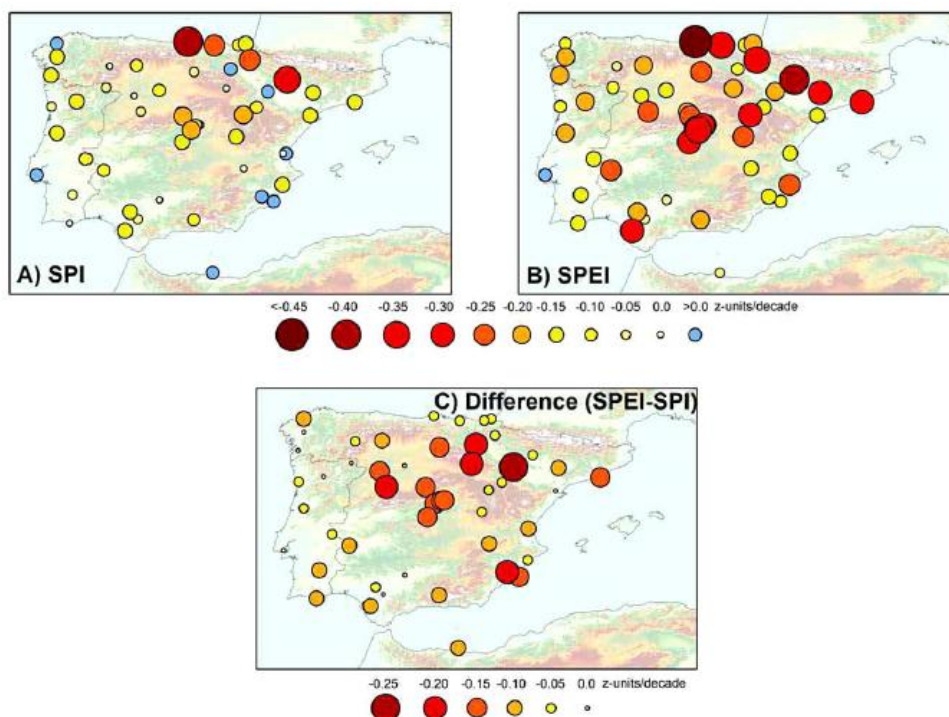 A) SPI
B) SPEI
<-0.45 -0.40 -0.35 -0.30 -0.25 -0.20 -0.15 -0.10 -0.05 0.0 >0.0 z-units/decade
C) Difference (SPEI-SPI)
-0.25 -0.20 -0.15 -0.10 -0.05 0.0 z-units/decade